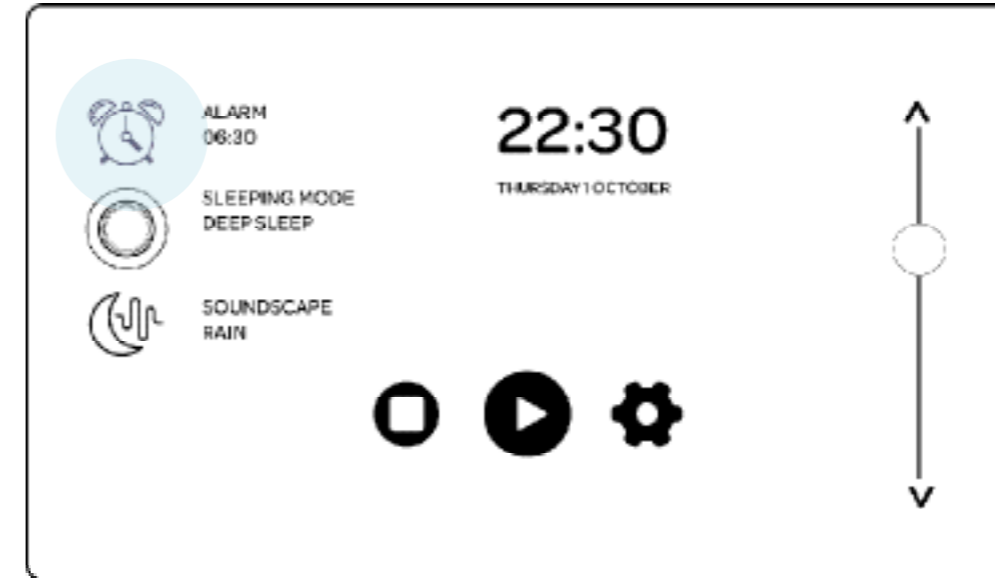 ALARM
06:30
SLEEPING MODE
DEEP SLEEP
SOUNDSCAPE
RAIN
22:30
THURSDAY 1 OCTOBER